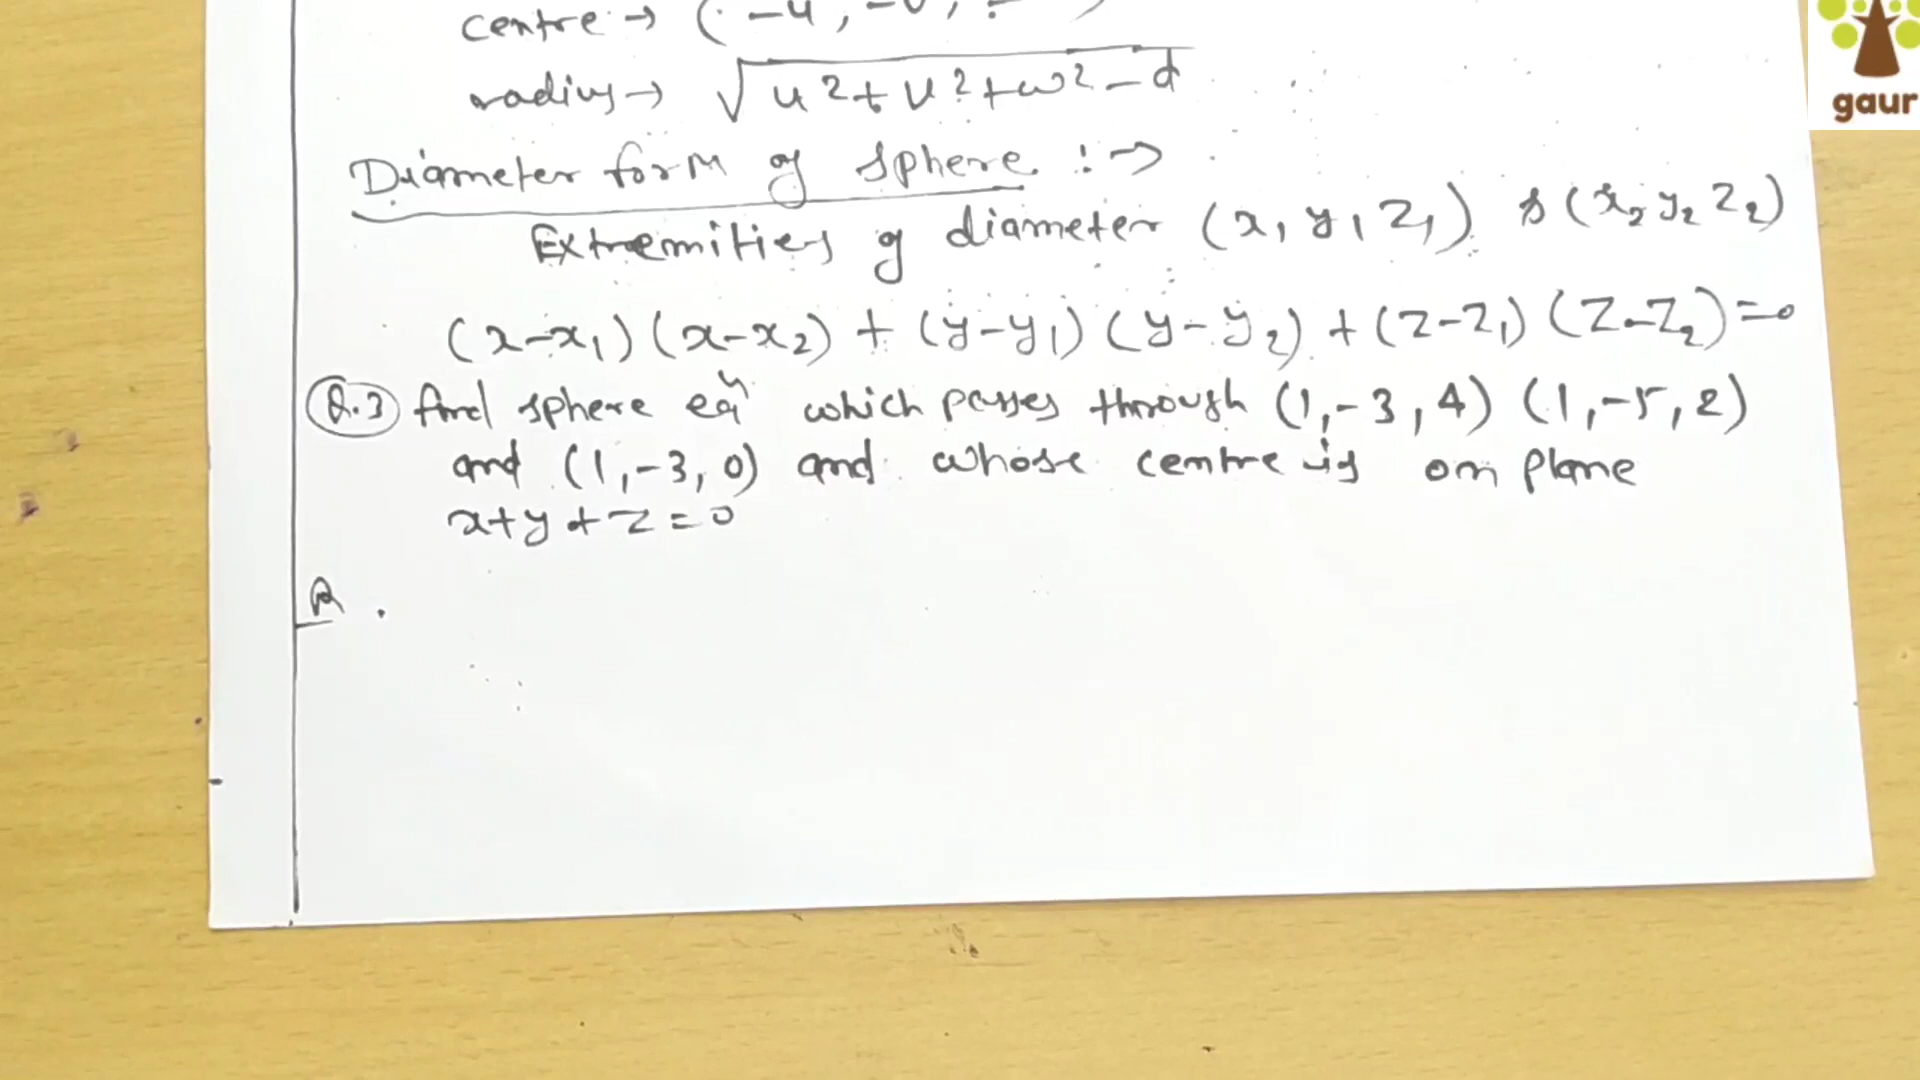 centre → (-u, -v,
radius → √u²+v²+w²-d
Diameter form of sphere :→
Extremities of diameter (x₁ y₁ z₁) & (x₂ y₂ z₂)
(x-x₁)(x-x₂) + (y-y₁)(y-y₂) + (z-z₁)(z-z₂)=0
Q.3 find sphere eqⁿ which passes through (1,-3,4) (1,-5,2)
and (1,-3,0) and whose centre is on plane
x+y+z=0
A.
gaur